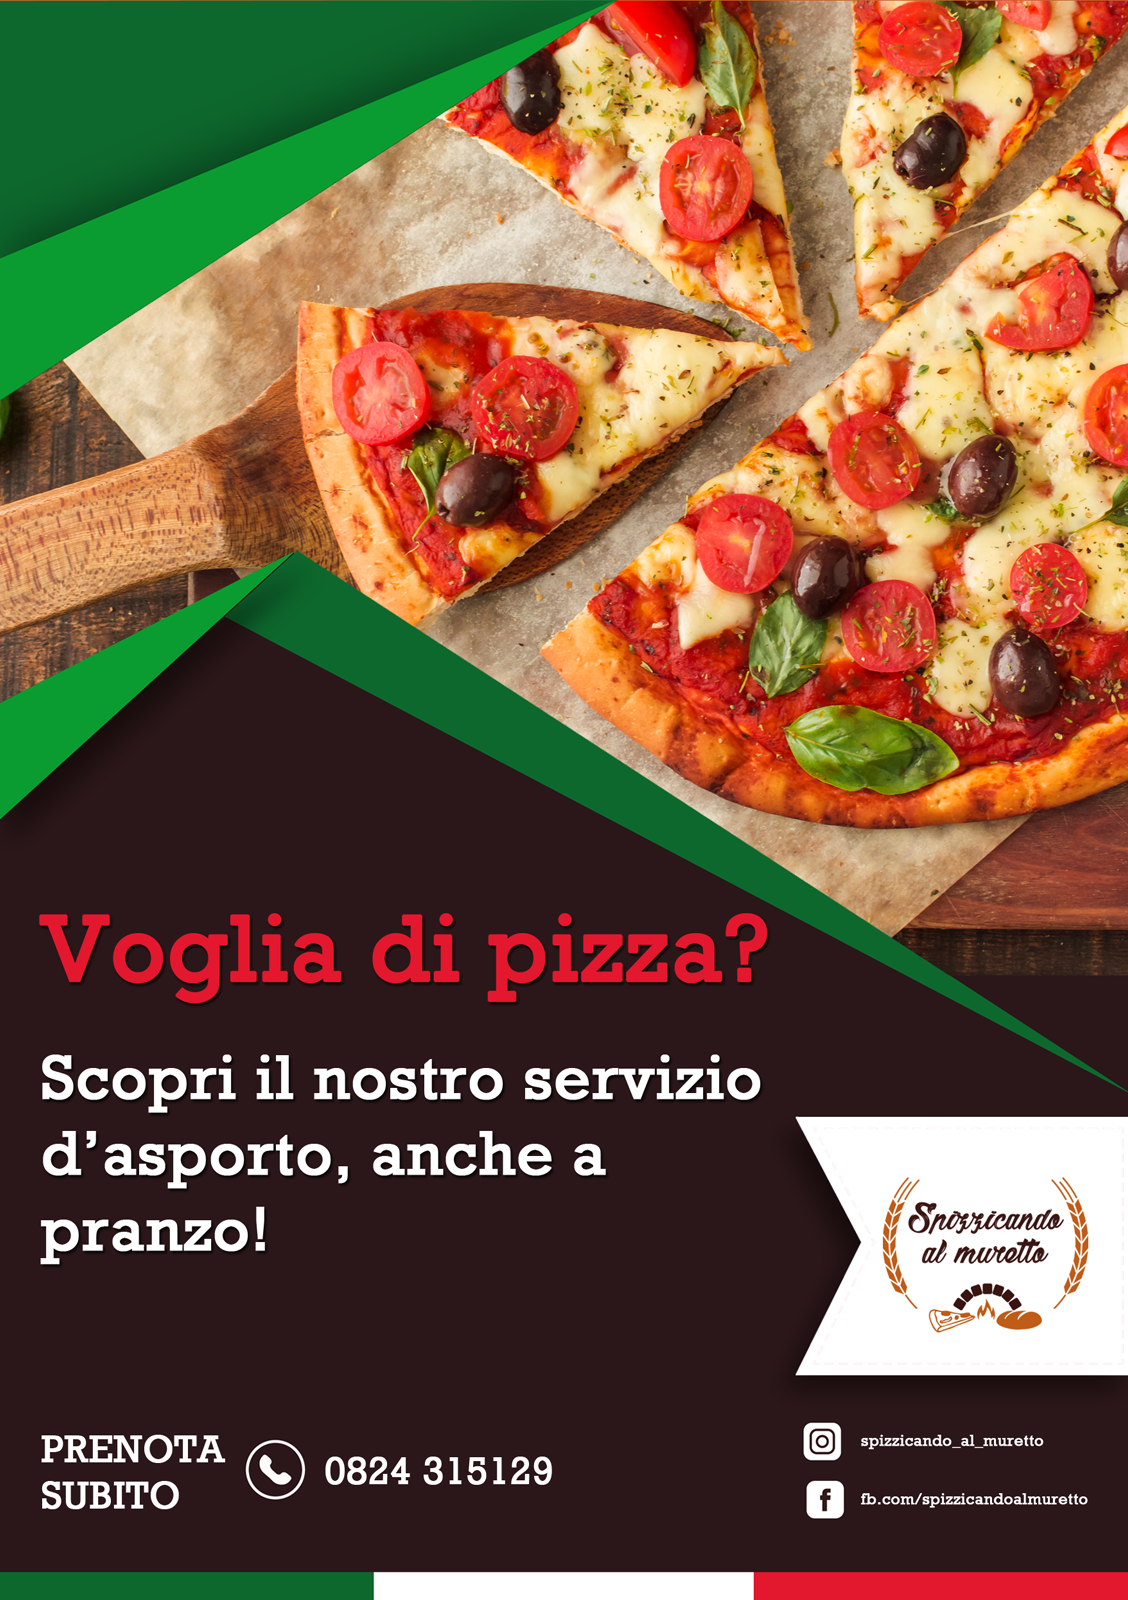 Voglia di pizza?
Scopri il nostro servizio
d’asporto, anche a
pranzo!
Spizzicando
al muretto
PRENOTA
SUBITO
0824 315129
spizzicando_al_muretto
fb.com/spizzicandoalmuretto